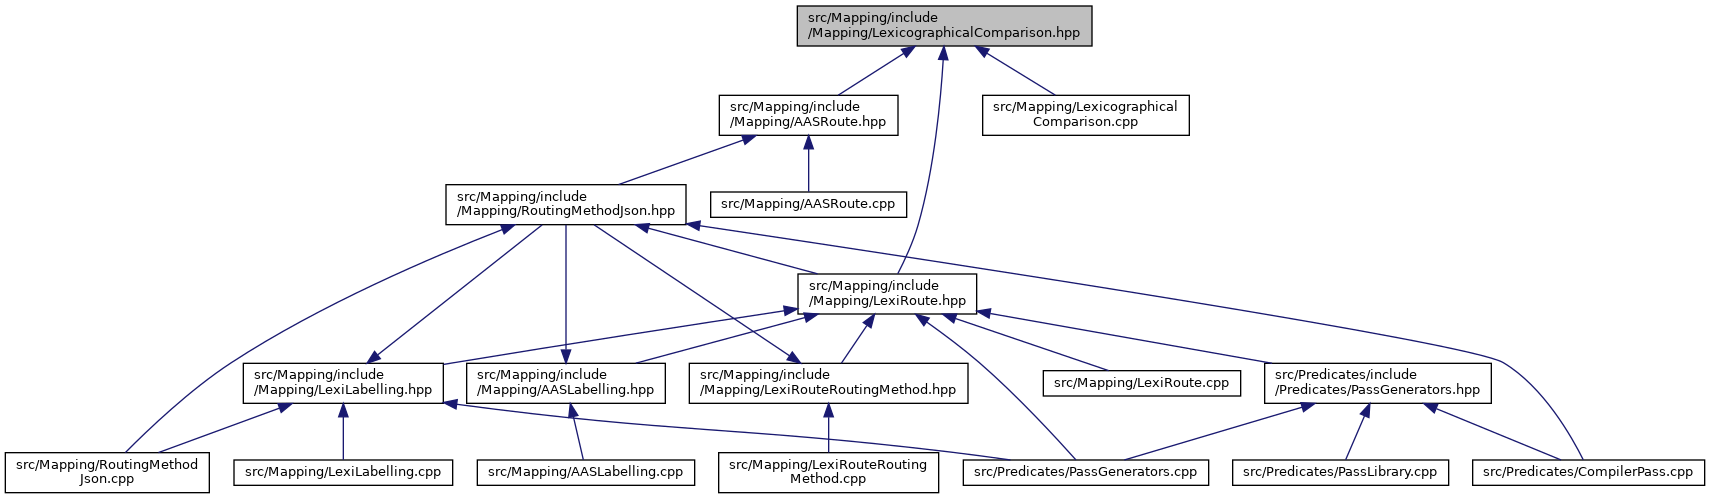 src/Mapping/include
/Mapping/LexicographicalComparison.hpp
src/Mapping/include
/Mapping/AASRoute.hpp
src/Mapping/Lexicographical
Comparison.cpp
src/Mapping/include
/Mapping/RoutingMethodJson.hpp
src/Mapping/AASRoute.cpp
src/Mapping/include
/Mapping/LexiRoute.hpp
src/Mapping/include
/Mapping/LexiLabelling.hpp
src/Mapping/include
/Mapping/AASLabelling.hpp
src/Mapping/include
/Mapping/LexiRouteRoutingMethod.hpp
src/Mapping/LexiRoute.cpp
src/Predicates/include
/Predicates/PassGenerators.hpp
src/Mapping/RoutingMethod
Json.cpp
src/Mapping/LexiLabelling.cpp
src/Mapping/AASLabelling.cpp
src/Mapping/LexiRouteRouting
Method.cpp
src/Predicates/PassGenerators.cpp
src/Predicates/PassLibrary.cpp
src/Predicates/CompilerPass.cpp